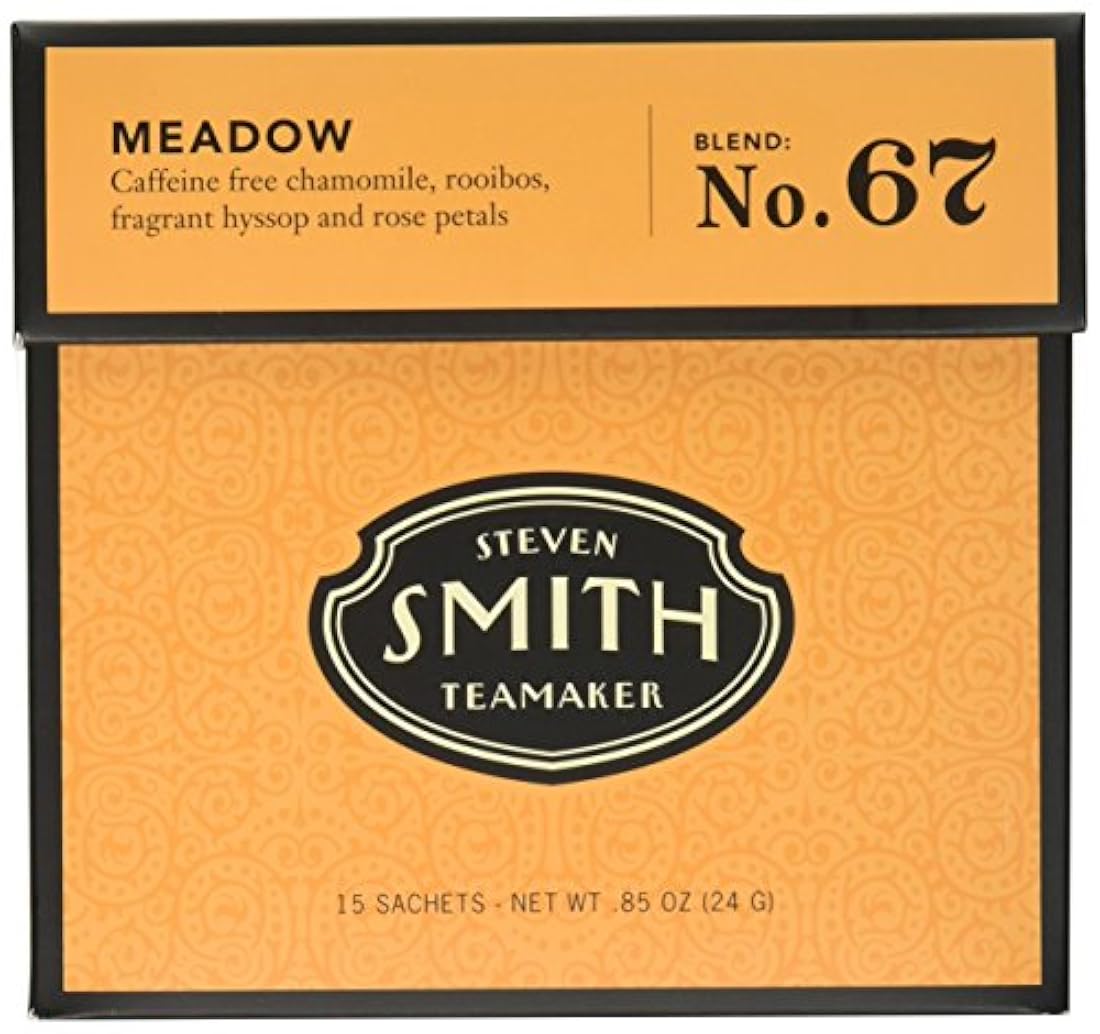 MEADOW
Caffeine free chamomile, rooibos,
fragrant hyssop and rose petals
BLEND:
No. 67
STEVEN
SMITH
TEAMAKER
15 SACHETS - NET WT .85 OZ (24 G)